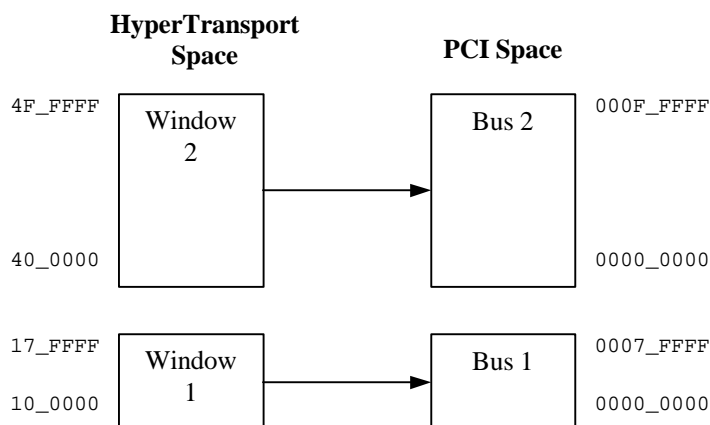 HyperTransport
Space
PCI Space
4F_FFFF
Window
2
Bus 2
000F_FFFF
40_0000
0000_0000
17_FFFF
Window
1
Bus 1
0007_FFFF
10_0000
0000_0000